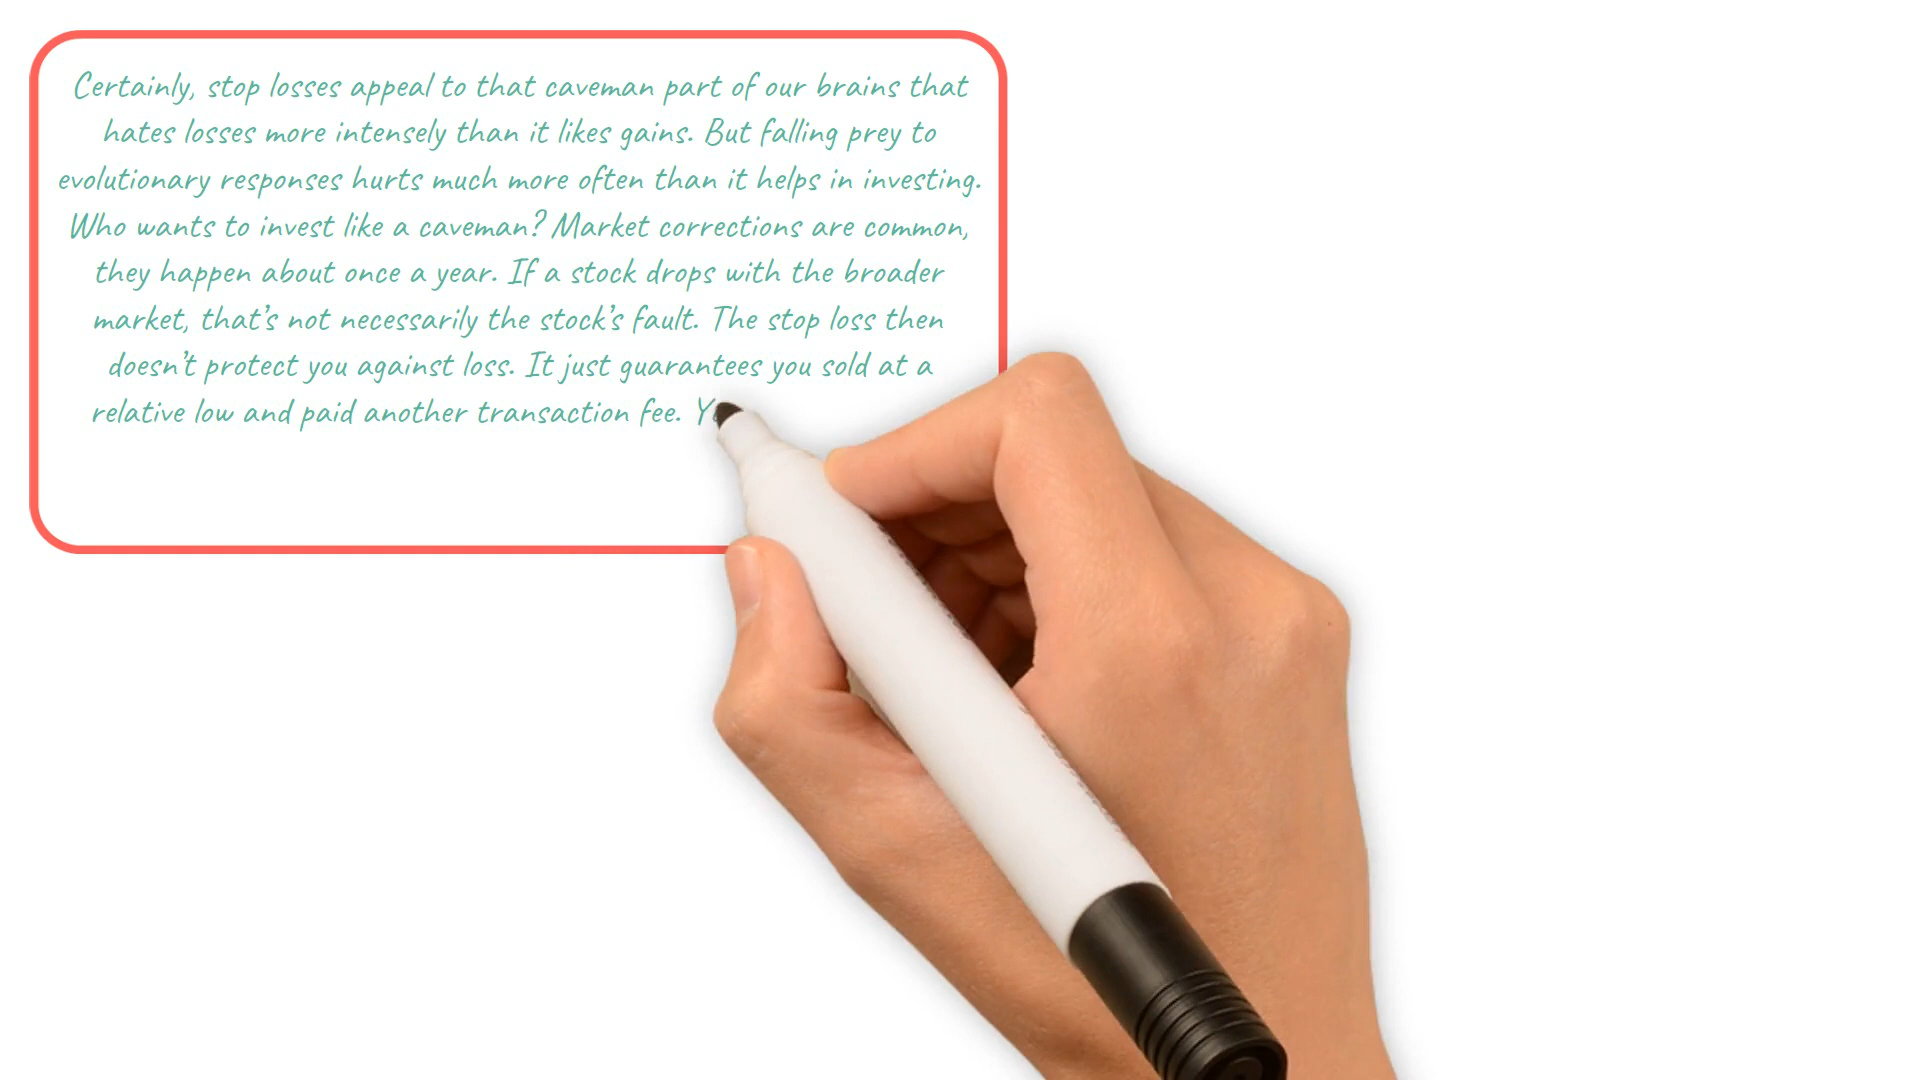 Certainly, stop losses appeal to that caveman part of our brains that
hates losses more intensely than it likes gains. But falling prey to
evolutionary responses hurts much more often than it helps in investing.
Who wants to invest like a caveman? Market corrections are common,
they happen about once a year. If a stock drops with the broader
market, that’s not necessarily the stock’s fault. The stop loss then
doesn’t protect you against loss. It just guarantees you sold at a
relative low and paid another transaction fee.